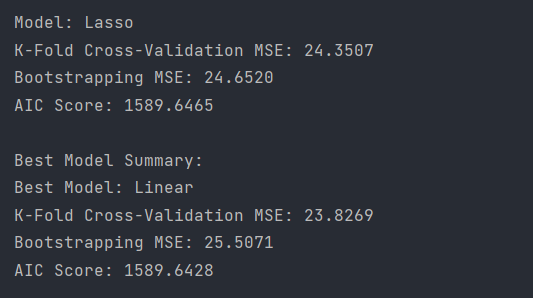 Model: Lasso
K-Fold Cross-Validation MSE: 24.3507
Bootstrapping MSE: 24.6520
AIC Score: 1589.6465
Best Model Summary:
Best Model: Linear
K-Fold Cross-Validation MSE: 23.8269
Bootstrapping MSE: 25.5071
AIC Score: 1589.6428